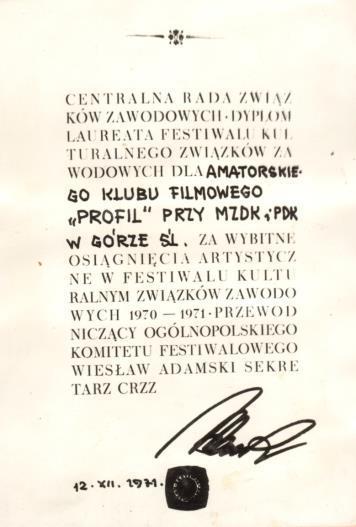 CENTRALNA RADA ZWIĄZ
KÓW ZAWODOWYCH · DYPLOM
LAUREATA FESTIWALU KUL
TURALNEGO ZWIĄZKÓW ZA
WODOWYCH DLA AMATORSKIE-
GO KLUBU FILMOWEGO
„PROFIL" PRZY MZDK i PDK
W GÓRZE ŚL. ZA WYBITNE
OSIĄGNIĘCIA ARTYSTYCZ
NE W FESTIWALU KULTU
RALNYM ZWIĄZKÓW ZAWODO
WYCH 1970 — 1971 · PRZEWOD
NICZĄCY OGÓLNOPOLSKIEGO
KOMITETU FESTIWALOWEGO
WIESŁAW ADAMSKI SEKRE
TARZ CRZZ
12. XII. 1971.